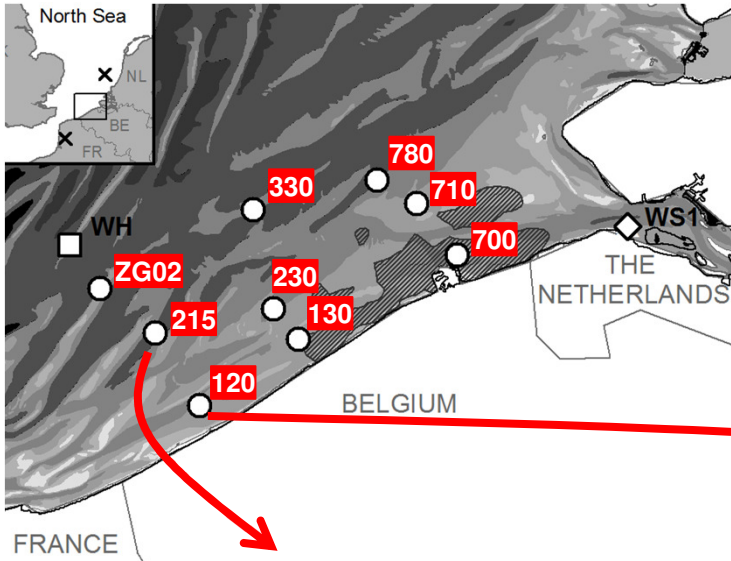 North Sea
NL
BE
FR
780
330
710
WH
WS1
700
ZG02
THE
NETHERLANDS
230
215
130
120
BELGIUM
FRANCE